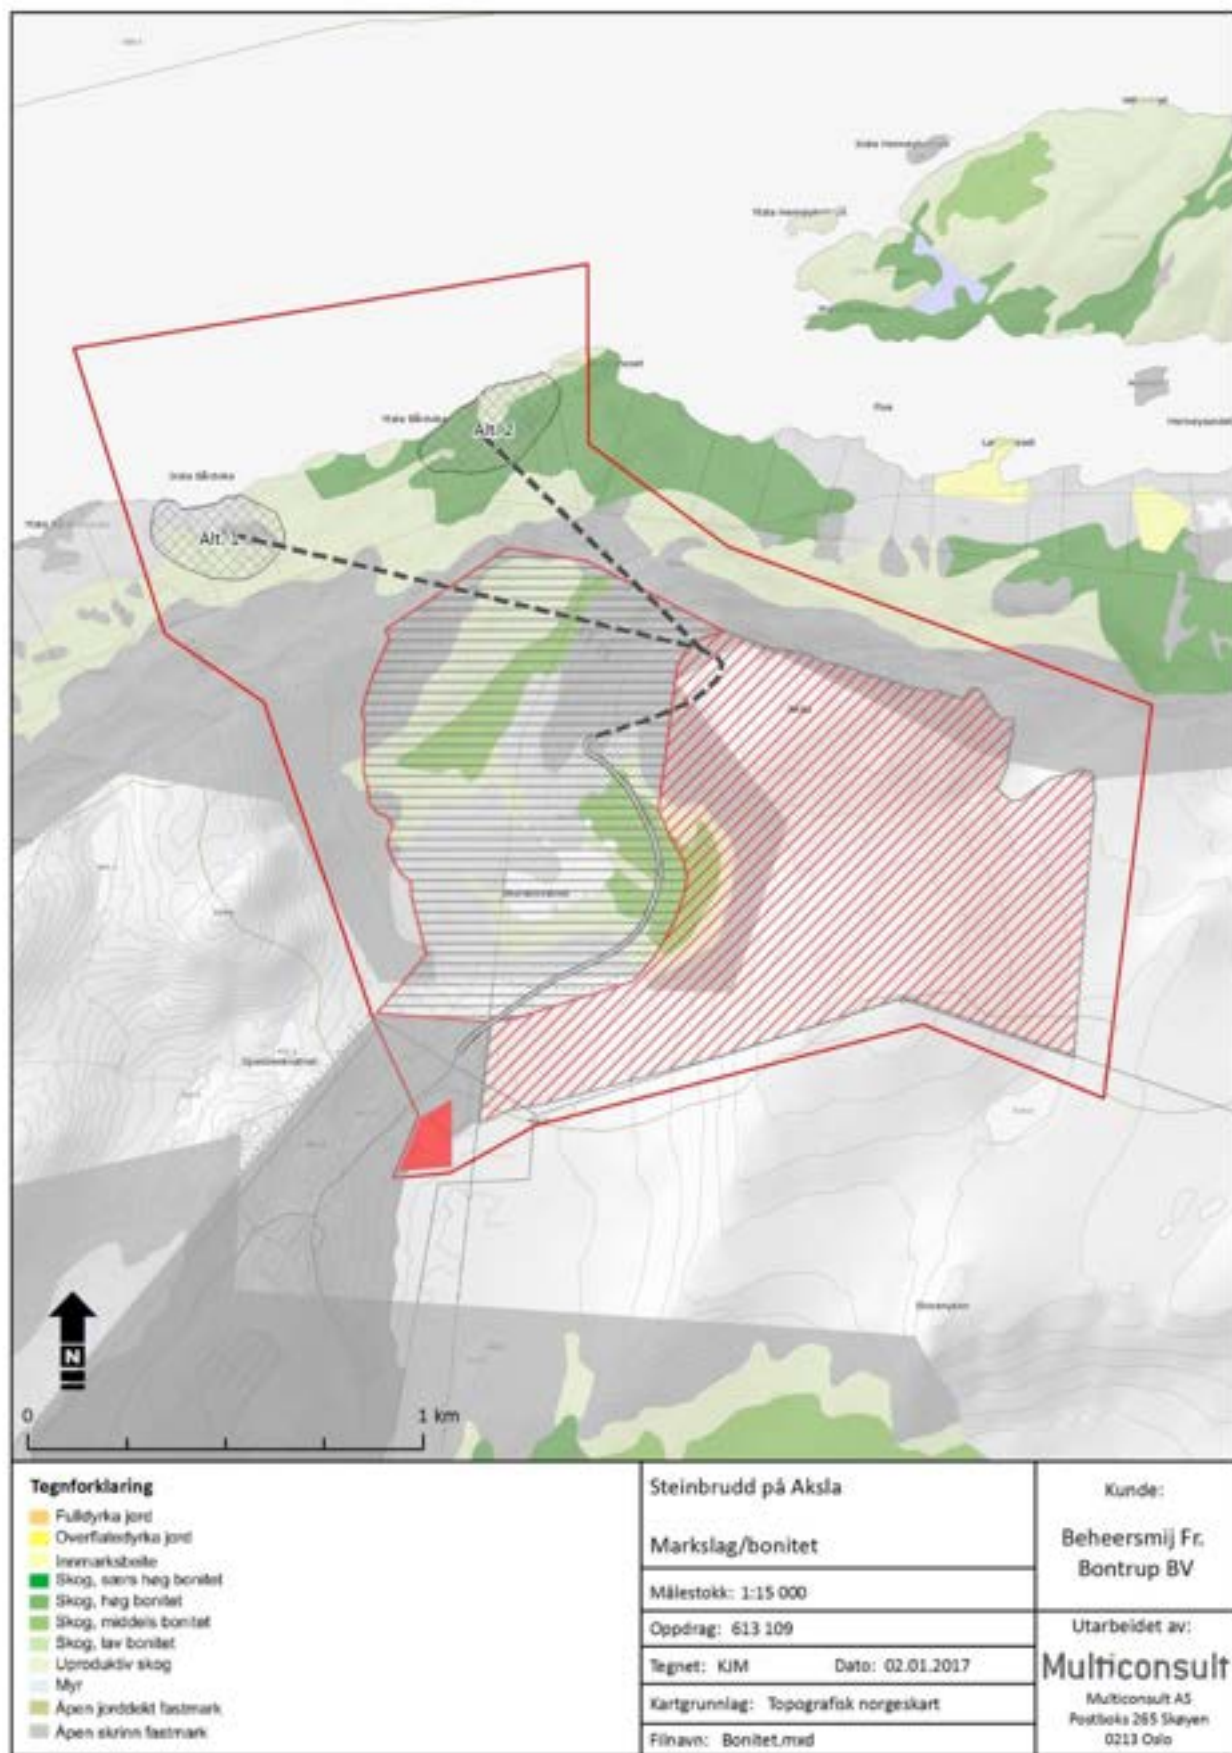 Alt. 2
Alt. 1
N
0
1 km
Tegnforklaring
Fulldyrka jord
Overflatedyrka jord
Innmarksbeite
Skog, særs høg bonitet
Skog, høg bonitet
Skog, middels bonitet
Skog, lav bonitet
Uproduktiv skog
Myr
Åpen jorddekt fastmark
Åpen skrinn fastmark
Steinbrudd på Aksla
Markslag/bonitet
Målestokk: 1:15 000
Oppdrag: 613 109
Tegnet: KJM Dato: 02.01.2017
Kartgrunnlag: Topografisk norgeskart
Filnavn: Bonitet.mxd
Kunde:
Beheersmij Fr.
Bontrup BV
Utarbeidet av:
Multiconsult
Multiconsult AS
Postboks 265 Skøyen
0213 Oslo